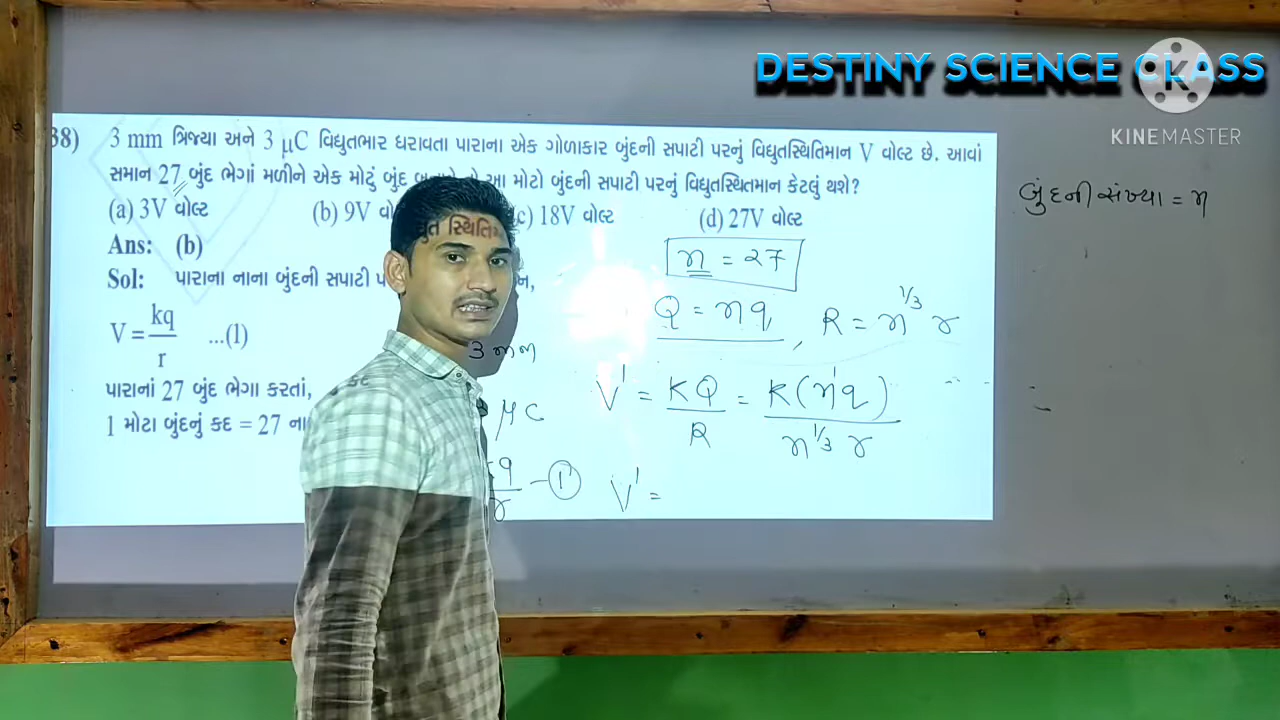 DESTINY SCIENCE CLASS
KINEMASTER
38) 3 mm ત્રિજ્યા અને 3 μC વિદ્યુતભાર ધરાવતા પારાના એક ગોળાકાર બુંદની સપાટી પરનું વિદ્યુતસ્થિતિમાન V વોલ્ટ છે. આવાં
સમાન 27 બુંદ ભેગાં મળીને એક મોટું બુંદ આ મોટો બુંદની સપાટી પરનું વિદ્યુતસ્થિતમાન કેટલું થશે?
બુંદની સંખ્યા = n
(a) 3V વોલ્ટ (b) 9V (c) 18V વોલ્ટ (d) 27V વોલ્ટ
Ans: (b)
n = 27
Sol: પારાના નાના બુંદની સપાટી
Q = nq, R = n^1/3 r
V = kq/r ...(1)
3 mm
પારાનાં 27 બુંદ ભેગા કરતાં,
V' = KQ/R = K(n'q)/n^1/3 r
μC
1 મોટા બુંદનું કદ = 27 ના
q/r - 1
V' =